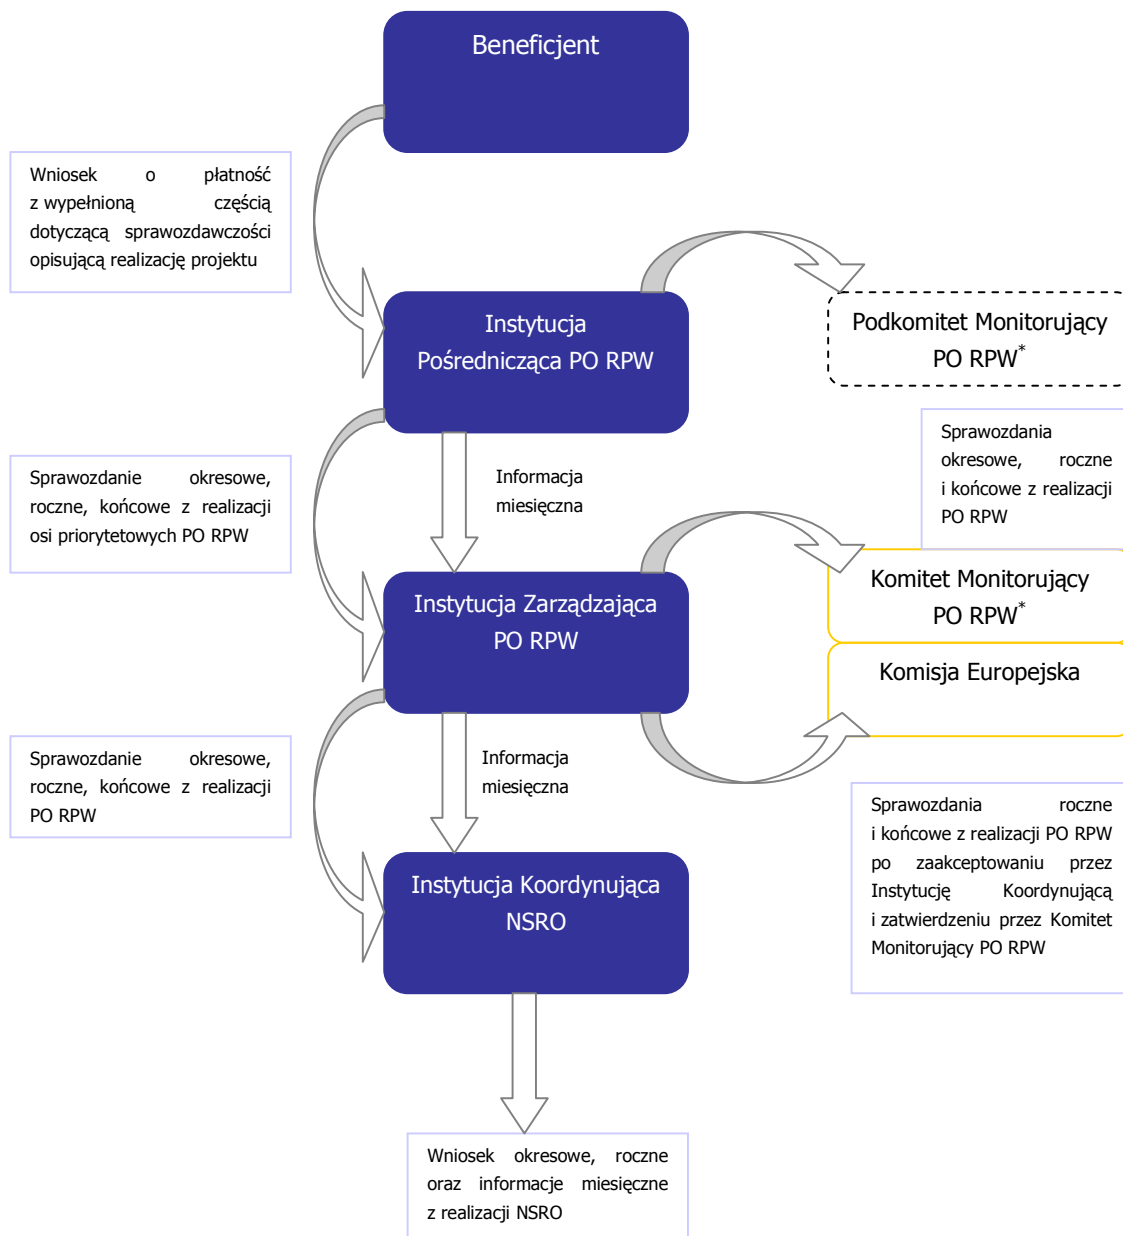 Beneficjent
Wniosek o płatność
z wypełnioną częścią
dotyczącą sprawozdawczości
opisującą realizację projektu
Instytucja
Pośrednicząca PO RPW
Podkomitet Monitorujący
PO RPW*
Sprawozdanie okresowe,
roczne, końcowe z realizacji
osi priorytetowych PO RPW
Informacja
miesięczna
Sprawozdania
okresowe, roczne
i końcowe z realizacji
PO RPW
Instytucja Zarządzająca
PO RPW
Komitet Monitorujący
PO RPW*
Komisja Europejska
Sprawozdanie okresowe,
roczne, końcowe z realizacji
PO RPW
Informacja
miesięczna
Sprawozdania roczne
i końcowe z realizacji PO RPW
po zaakceptowaniu przez
Instytucję Koordynującą
i zatwierdzeniu przez Komitet
Monitorujący PO RPW
Instytucja Koordynująca
NSRO
Wniosek okresowe, roczne
oraz informacje miesięczne
z realizacji NSRO